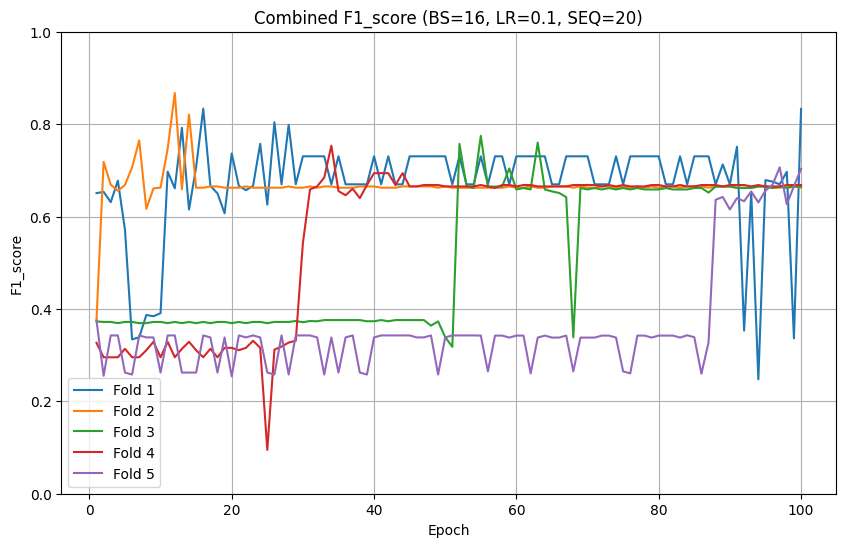 Combined F1_score (BS=16, LR=0.1, SEQ=20)
1.0
0.8
0.6
0.4
0.2
0.0
F1_score
Fold 1
Fold 2
Fold 3
Fold 4
Fold 5
0 20 40 60 80 100
Epoch